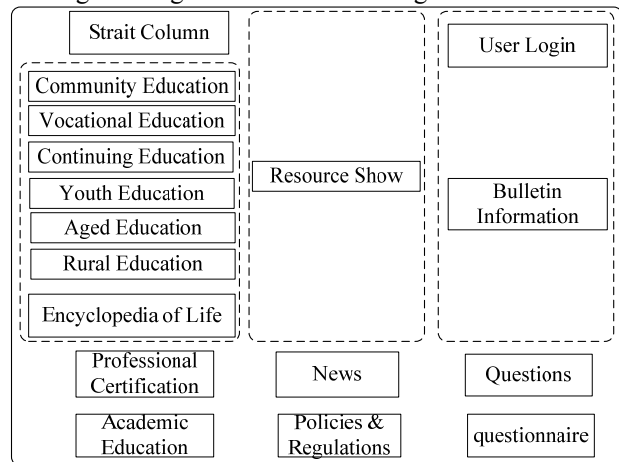 Strait Column
Community Education
Vocational Education
Continuing Education
Youth Education
Aged Education
Rural Education
Encyclopedia of Life
Resource Show
User Login
Bulletin
Information
Professional
Certification
News
Questions
Academic
Education
Policies &
Regulations
questionnaire